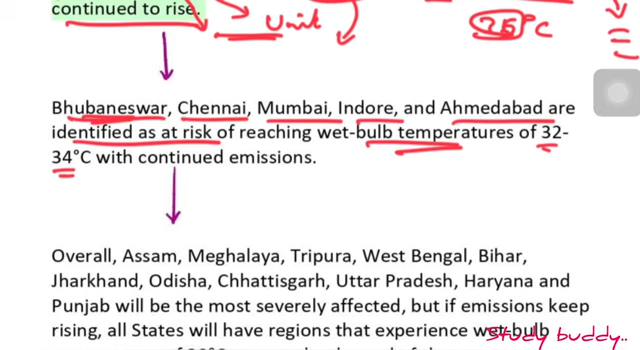 continued to rise.
Unit
35°C
Bhubaneswar, Chennai, Mumbai, Indore, and Ahmedabad are
identified as at risk of reaching wet-bulb temperatures of 32-
34°C with continued emissions.
Overall, Assam, Meghalaya, Tripura, West Bengal, Bihar,
Jharkhand, Odisha, Chhattisgarh, Uttar Pradesh, Haryana and
Punjab will be the most severely affected, but if emissions keep
rising, all States will have regions that experience wet-bulb
Study buddy..